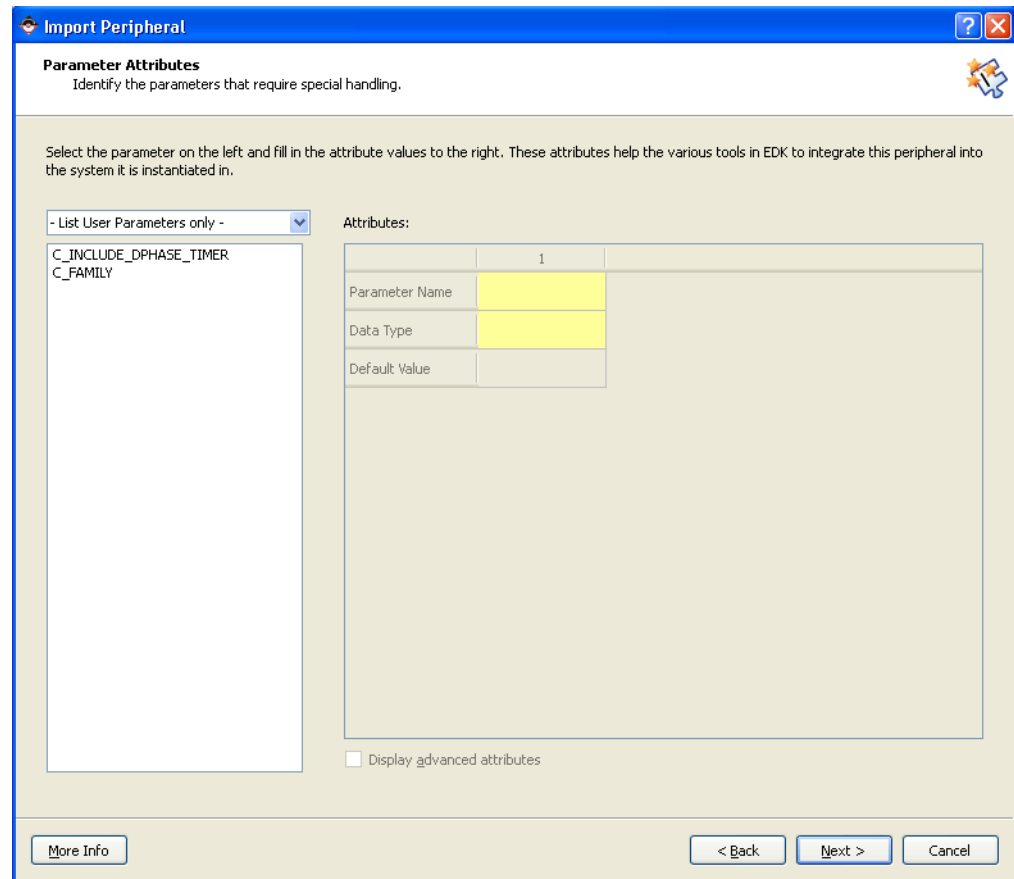 Import Peripheral
Parameter Attributes
Identify the parameters that require special handling.
Select the parameter on the left and fill in the attribute values to the right. These attributes help the various tools in EDK to integrate this peripheral into
the system it is instantiated in.
- List User Parameters only -
Attributes:
C_INCLUDE_DPHASE_TIMER
C_FAMILY
1
Parameter Name
Data Type
Default Value
Display advanced attributes
More Info
< Back
Next >
Cancel